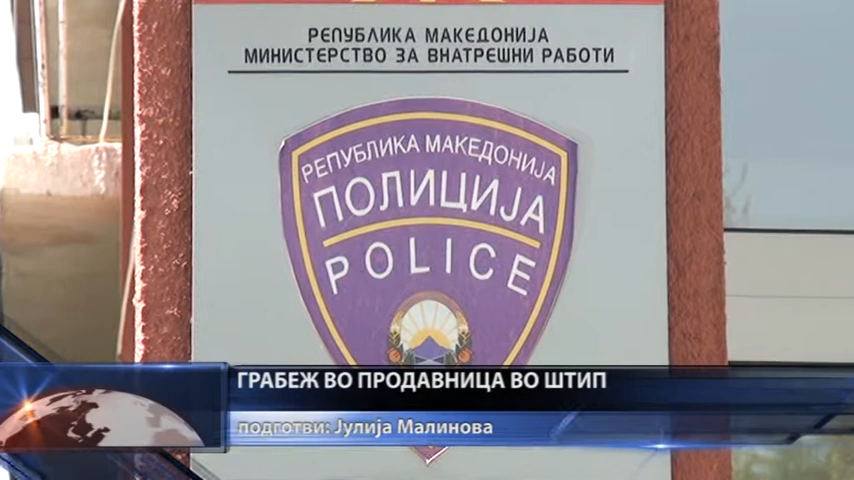 РЕПУБЛИКА МАКЕДОНИЈА
МИНИСТЕРСТВО ЗА ВНАТРЕШНИ РАБОТИ
РЕПУБЛИКА МАКЕДОНИЈА
ПОЛИЦИЈА
POLICE
ГРАБЕЖ ВО ПРОДАВНИЦА ВО ШТИП
подготви: Јулија Малинова